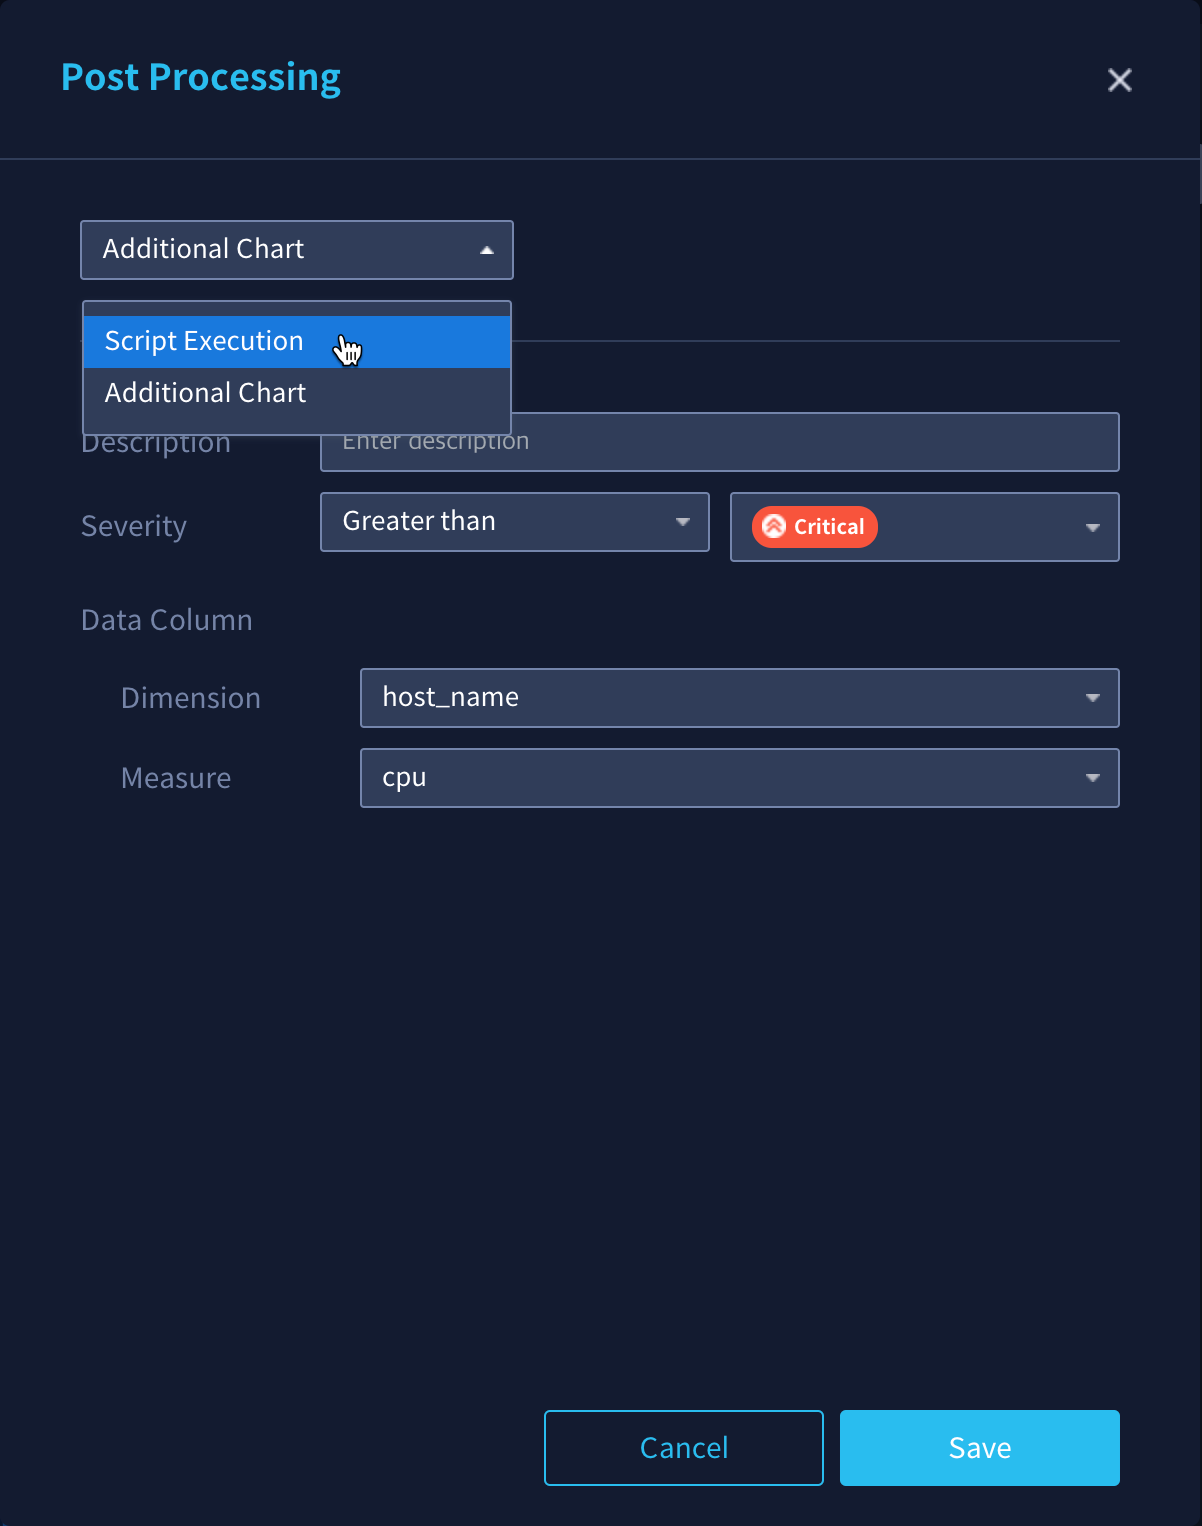 Post Processing
Additional Chart
Script Execution
Additional Chart
Description
Enter description
Severity
Greater than
Critical
Data Column
Dimension
host_name
Measure
cpu
Cancel
Save